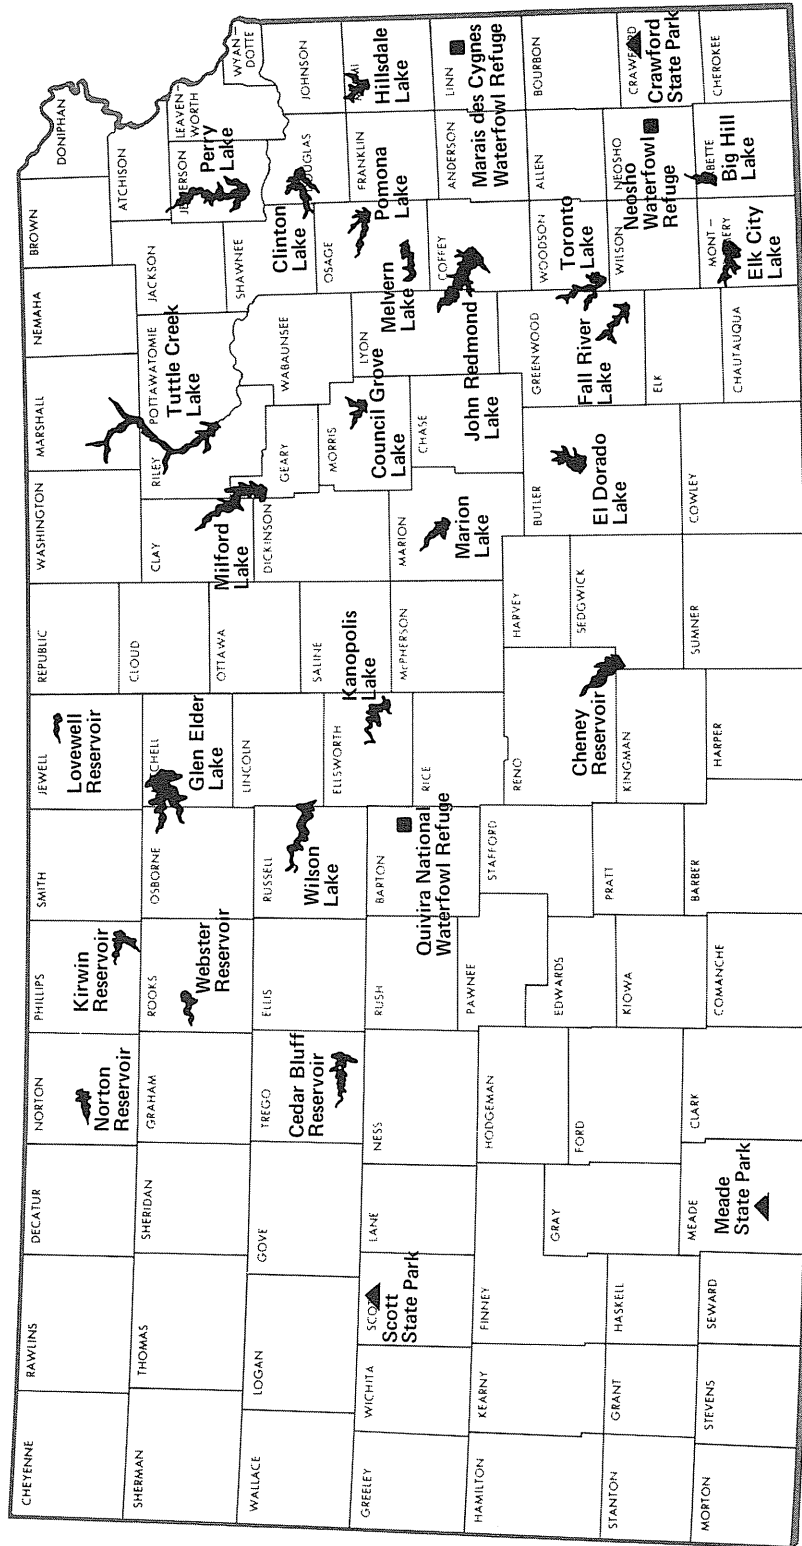 CHEYENNE
RAWLINS
DECATUR
NORTON
PHILLIPS
SMITH
JEWELL
REPUBLIC
WASHINGTON
MARSHALL
NEMAHA
BROWN
DONIPHAN
Norton
Reservoir
Kirwin
Reservoir
Lovewell
Reservoir
SHERMAN
THOMAS
SHERIDAN
GRAHAM
ROOKS
OSBORNE
CHELL
CLOUD
CLAY
RILEY
POTTAWATOMIE
JACKSON
ATCHISON
Webster
Reservoir
Glen Elder
Lake
Tuttle Creek
Lake
JEFFERSON
Perry
Lake
LEAVEN-
WORTH
WYAN-
DOTTE
WALLACE
LOGAN
GOVE
TREGO
ELLIS
RUSSELL
LINCOLN
OTTAWA
Milford
Lake
DICKINSON
GEARY
WABAUNSEE
SHAWNEE
DOUGLAS
JOHNSON
Cedar Bluff
Reservoir
Wilson
Lake
Clinton
Lake
GREELEY
WICHITA
SCOTT
LANE
NESS
RUSH
BARTON
ELLSWORTH
SALINE
MORRIS
OSAGE
FRANKLIN
MIAMI
Scott
State Park
Quivira National
Waterfowl Refuge
Kanopolis
Lake
Council Grove
Lake
Pomona
Lake
Hillsdale
Lake
RICE
McPHERSON
MARION
CHASE
LYON
Melvern
Lake
COFFEY
ANDERSON
LINN
Marion
Lake
John Redmond
Lake
Marais des Cygnes
Waterfowl Refuge
HAMILTON
KEARNY
FINNEY
HODGEMAN
PAWNEE
STAFFORD
RENO
HARVEY
BUTLER
GREENWOOD
WOODSON
ALLEN
BOURBON
GRAY
FORD
EDWARDS
SEDGWICK
Cheney
Reservoir
El Dorado
Lake
Fall River
Lake
Toronto
Lake
STANTON
GRANT
HASKELL
KIOWA
PRATT
KINGMAN
ELK
WILSON
NEOSHO
Neosho
Waterfowl
Refuge
CRAWFORD
Crawford
State Park
MORTON
STEVENS
SEWARD
MEADE
CLARK
COMANCHE
BARBER
HARPER
SUMNER
COWLEY
CHAUTAUQUA
MONT-
ERY
BETTE
CHEROKEE
Meade
State Park
Elk City
Lake
Big Hill
Lake